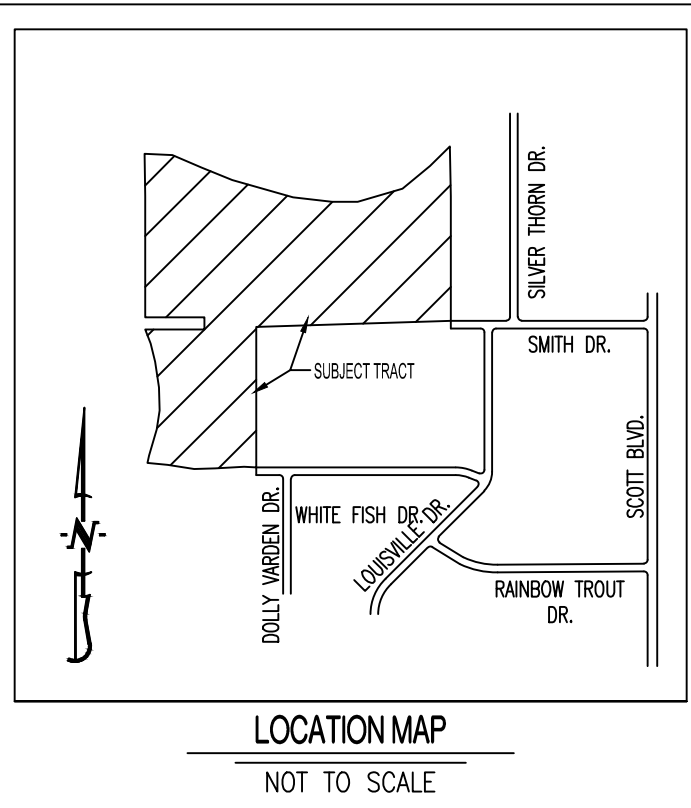 SILVER THORN DR.
SMITH DR.
SUBJECT TRACT
SCOTT BLVD.
WHITE FISH DR.
LOUISVILLE DR.
DOLLY VARDEN DR.
RAINBOW TROUT
DR.
N
LOCATION MAP
NOT TO SCALE